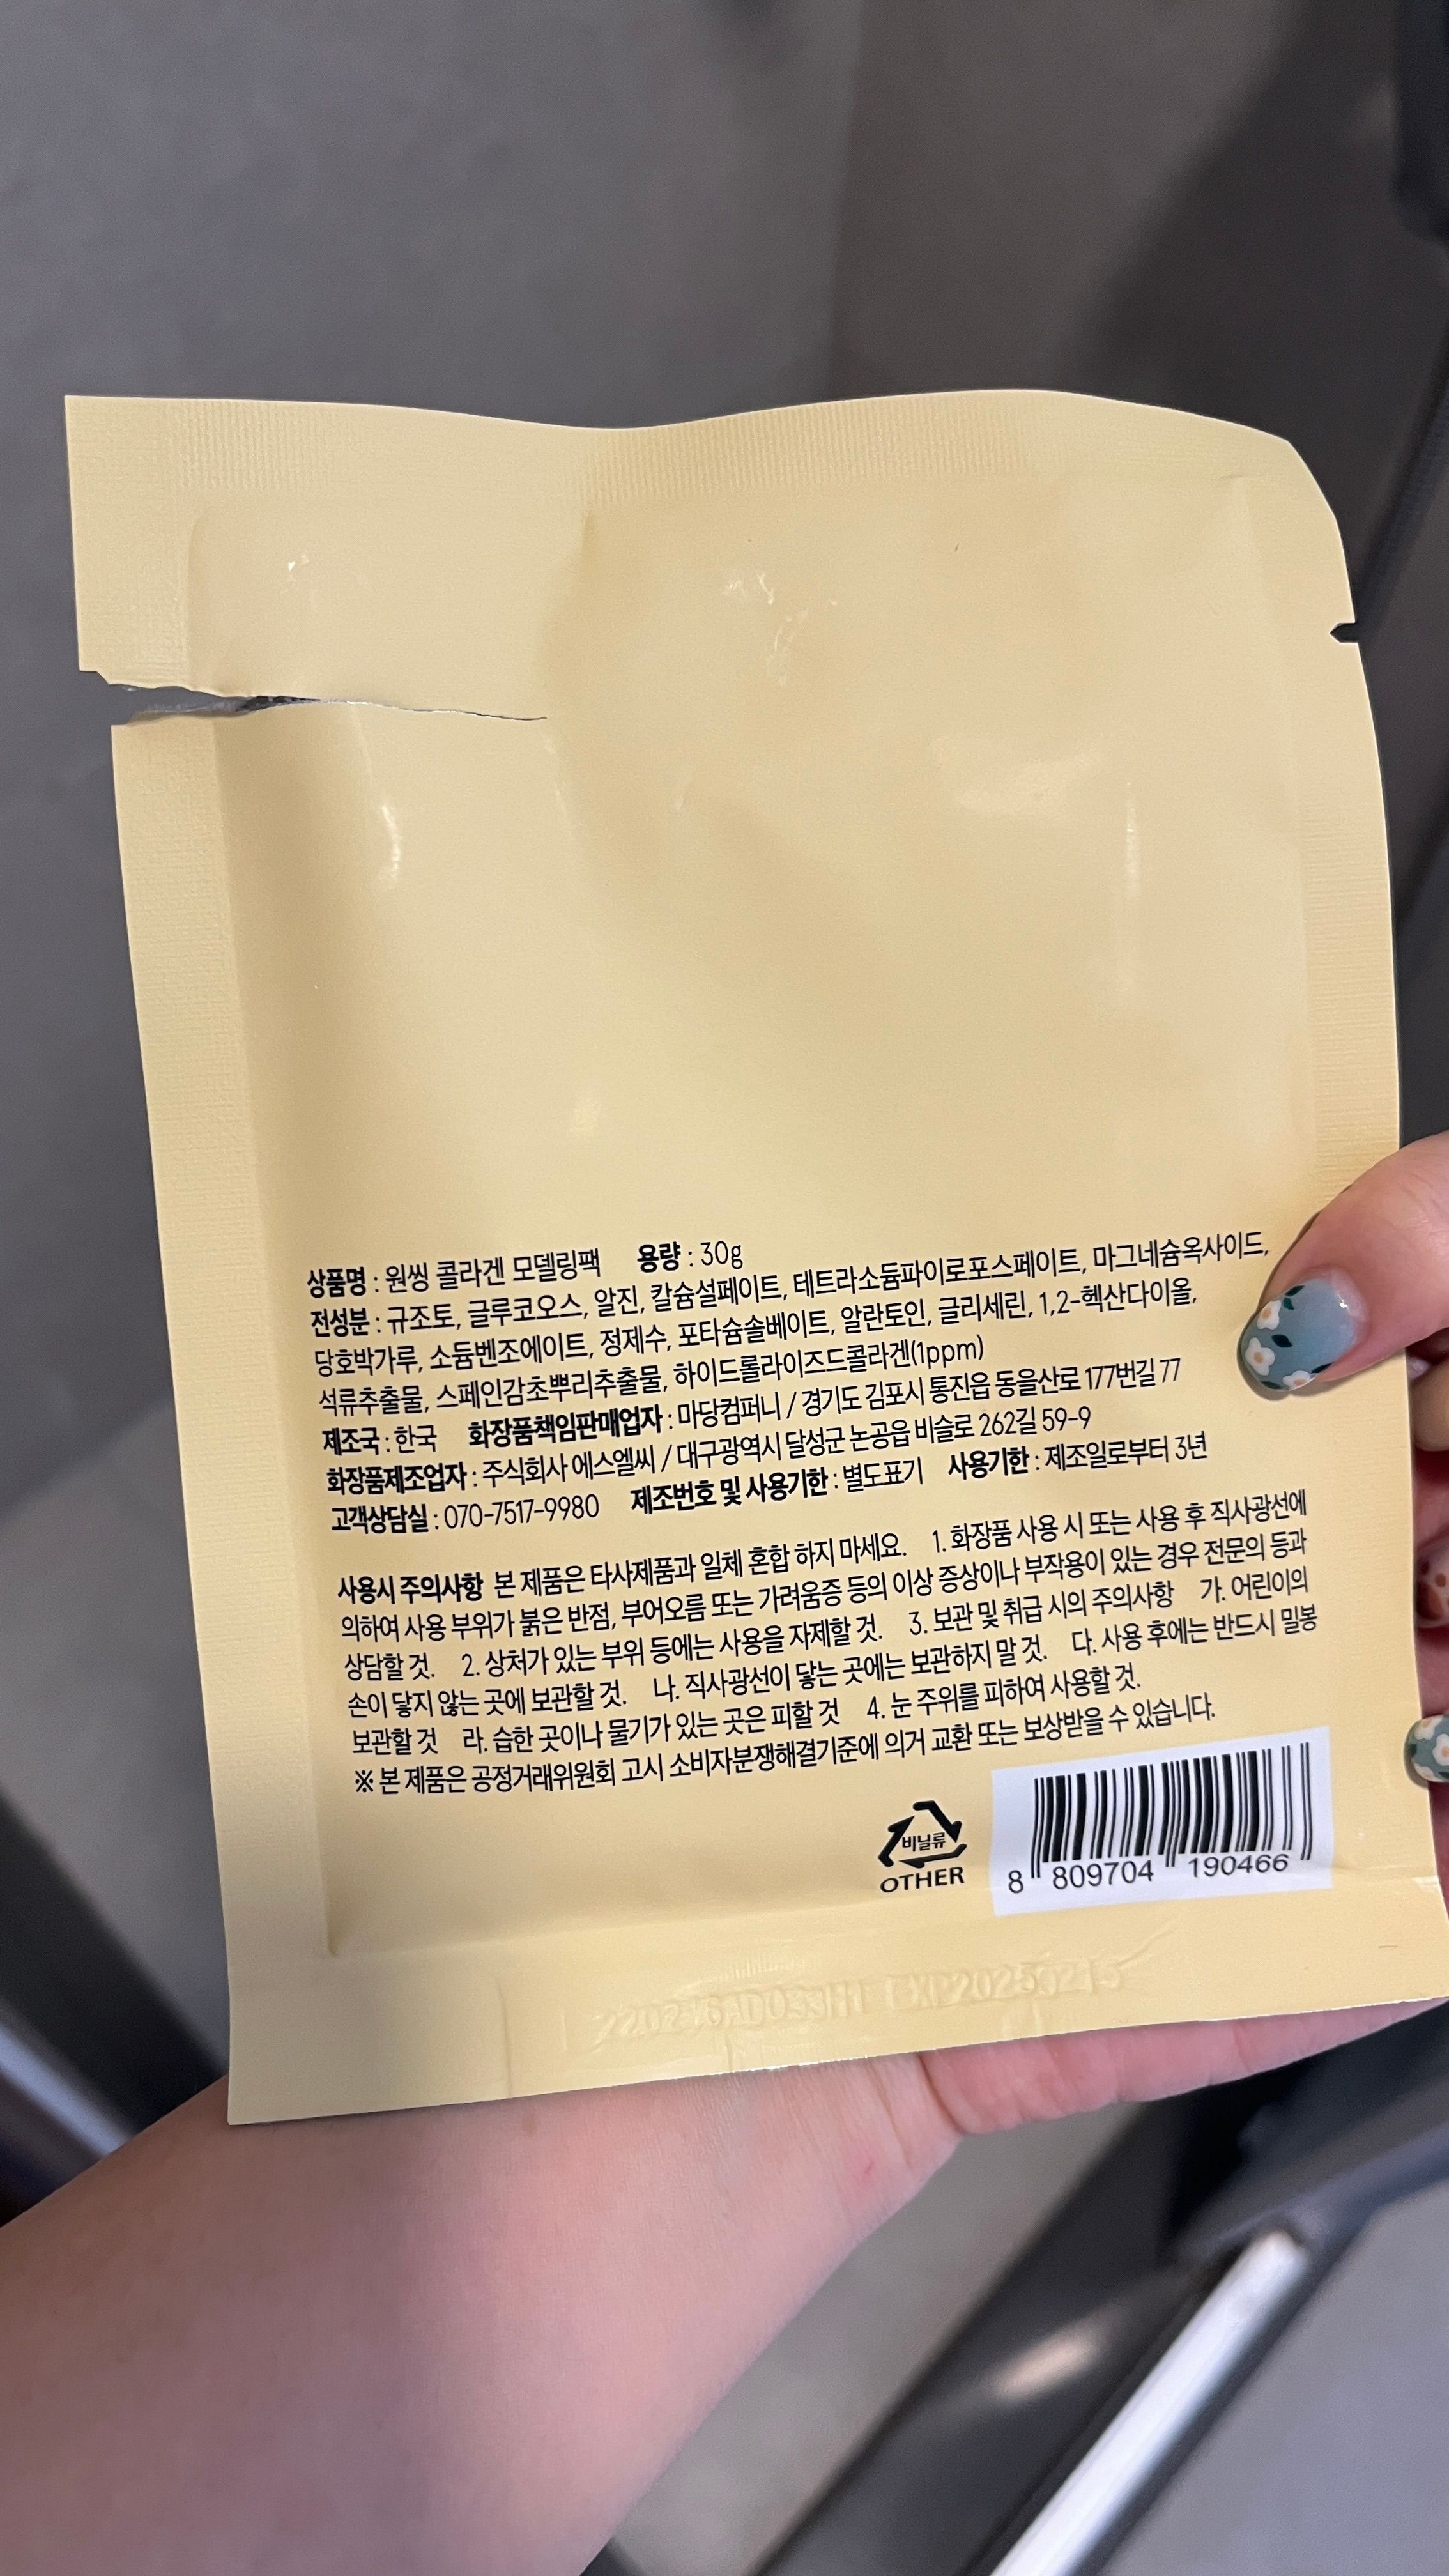 상품명 : 원씽 콜라겐 모델링팩 용량 : 30g
전성분 : 규조토, 글루코오스, 알진, 칼슘설페이트, 테트라소듐파이로포스페이트, 마그네슘옥사이드,
당호박가루, 소듐벤조에이트, 정제수, 포타슘솔베이트, 알란토인, 글리세린, 1,2-헥산다이올,
석류추출물, 스페인감초뿌리추출물, 하이드롤라이즈드콜라겐(1ppm)
제조국 : 한국 화장품책임판매업자 : 마당컴퍼니 / 경기도 김포시 통진읍 동을산로 177번길 77
화장품제조업자 : 주식회사 에스엘씨 / 대구광역시 달성군 논공읍 비슬로 262길 59-9
고객상담실 : 070-7517-9980 제조번호 및 사용기한 : 별도표기 사용기한 : 제조일로부터 3년
사용시 주의사항 본 제품은 타사제품과 일체 혼합 하지 마세요. 1. 화장품 사용 시 또는 사용 후 직사광선에
의하여 사용 부위가 붉은 반점, 부어오름 또는 가려움증 등의 이상 증상이나 부작용이 있는 경우 전문의 등과
상담할 것. 2. 상처가 있는 부위 등에는 사용을 자제할 것. 3. 보관 및 취급 시의 주의사항 가. 어린이의
손이 닿지 않는 곳에 보관할 것. 나. 직사광선이 닿는 곳에는 보관하지 말 것. 다. 사용 후에는 반드시 밀봉
보관할 것 라. 습한 곳이나 물기가 있는 곳은 피할 것 4. 눈 주위를 피하여 사용할 것.
※ 본 제품은 공정거래위원회 고시 소비자분쟁해결기준에 의거 교환 또는 보상받을 수 있습니다.
비닐류
OTHER
8 809704 190466